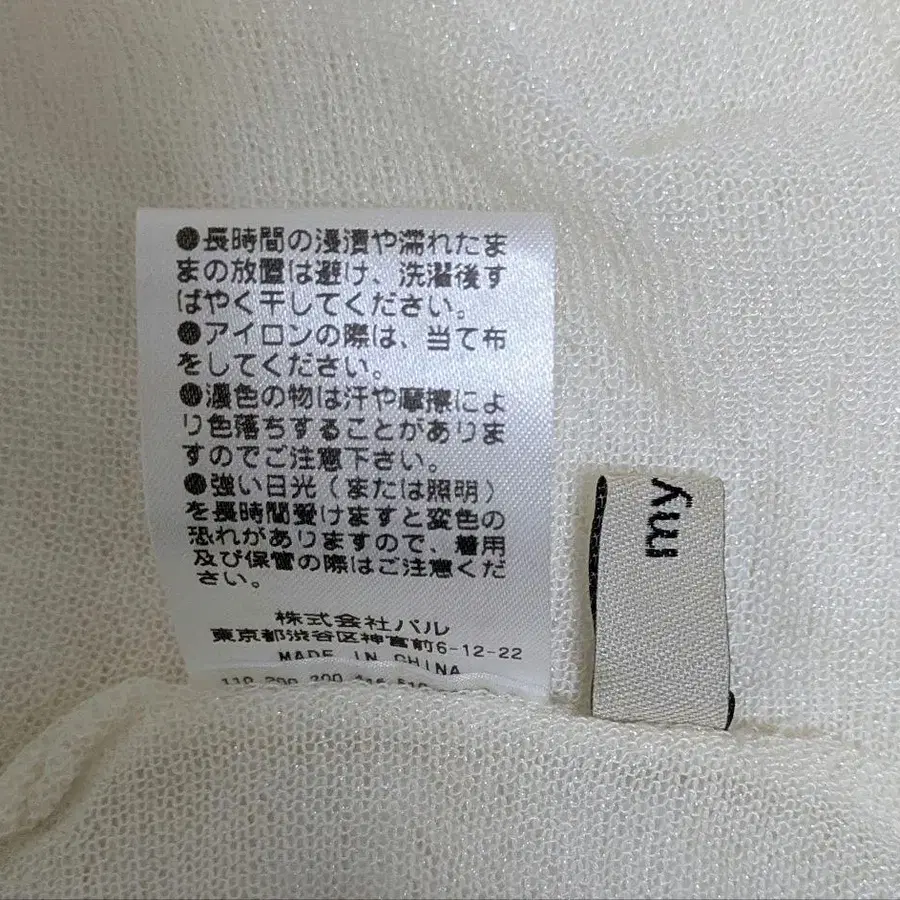 ●長時間の浸漬や濡れたま
まの放置は避け、洗濯後す
ばやく干してください。
●アイロンの際は、当て布
をしてください。
●濃色の物は汗や摩擦によ
り色落ちすることがありま
すのでご注意下さい。
●強い日光（または照明）
を長時間受けますと変色の
恐れがありますので、着用
及び保管の際はご注意くだ
さい。
株式会社パル
東京都渋谷区神宮前6-12-22
MADE IN CHINA
my